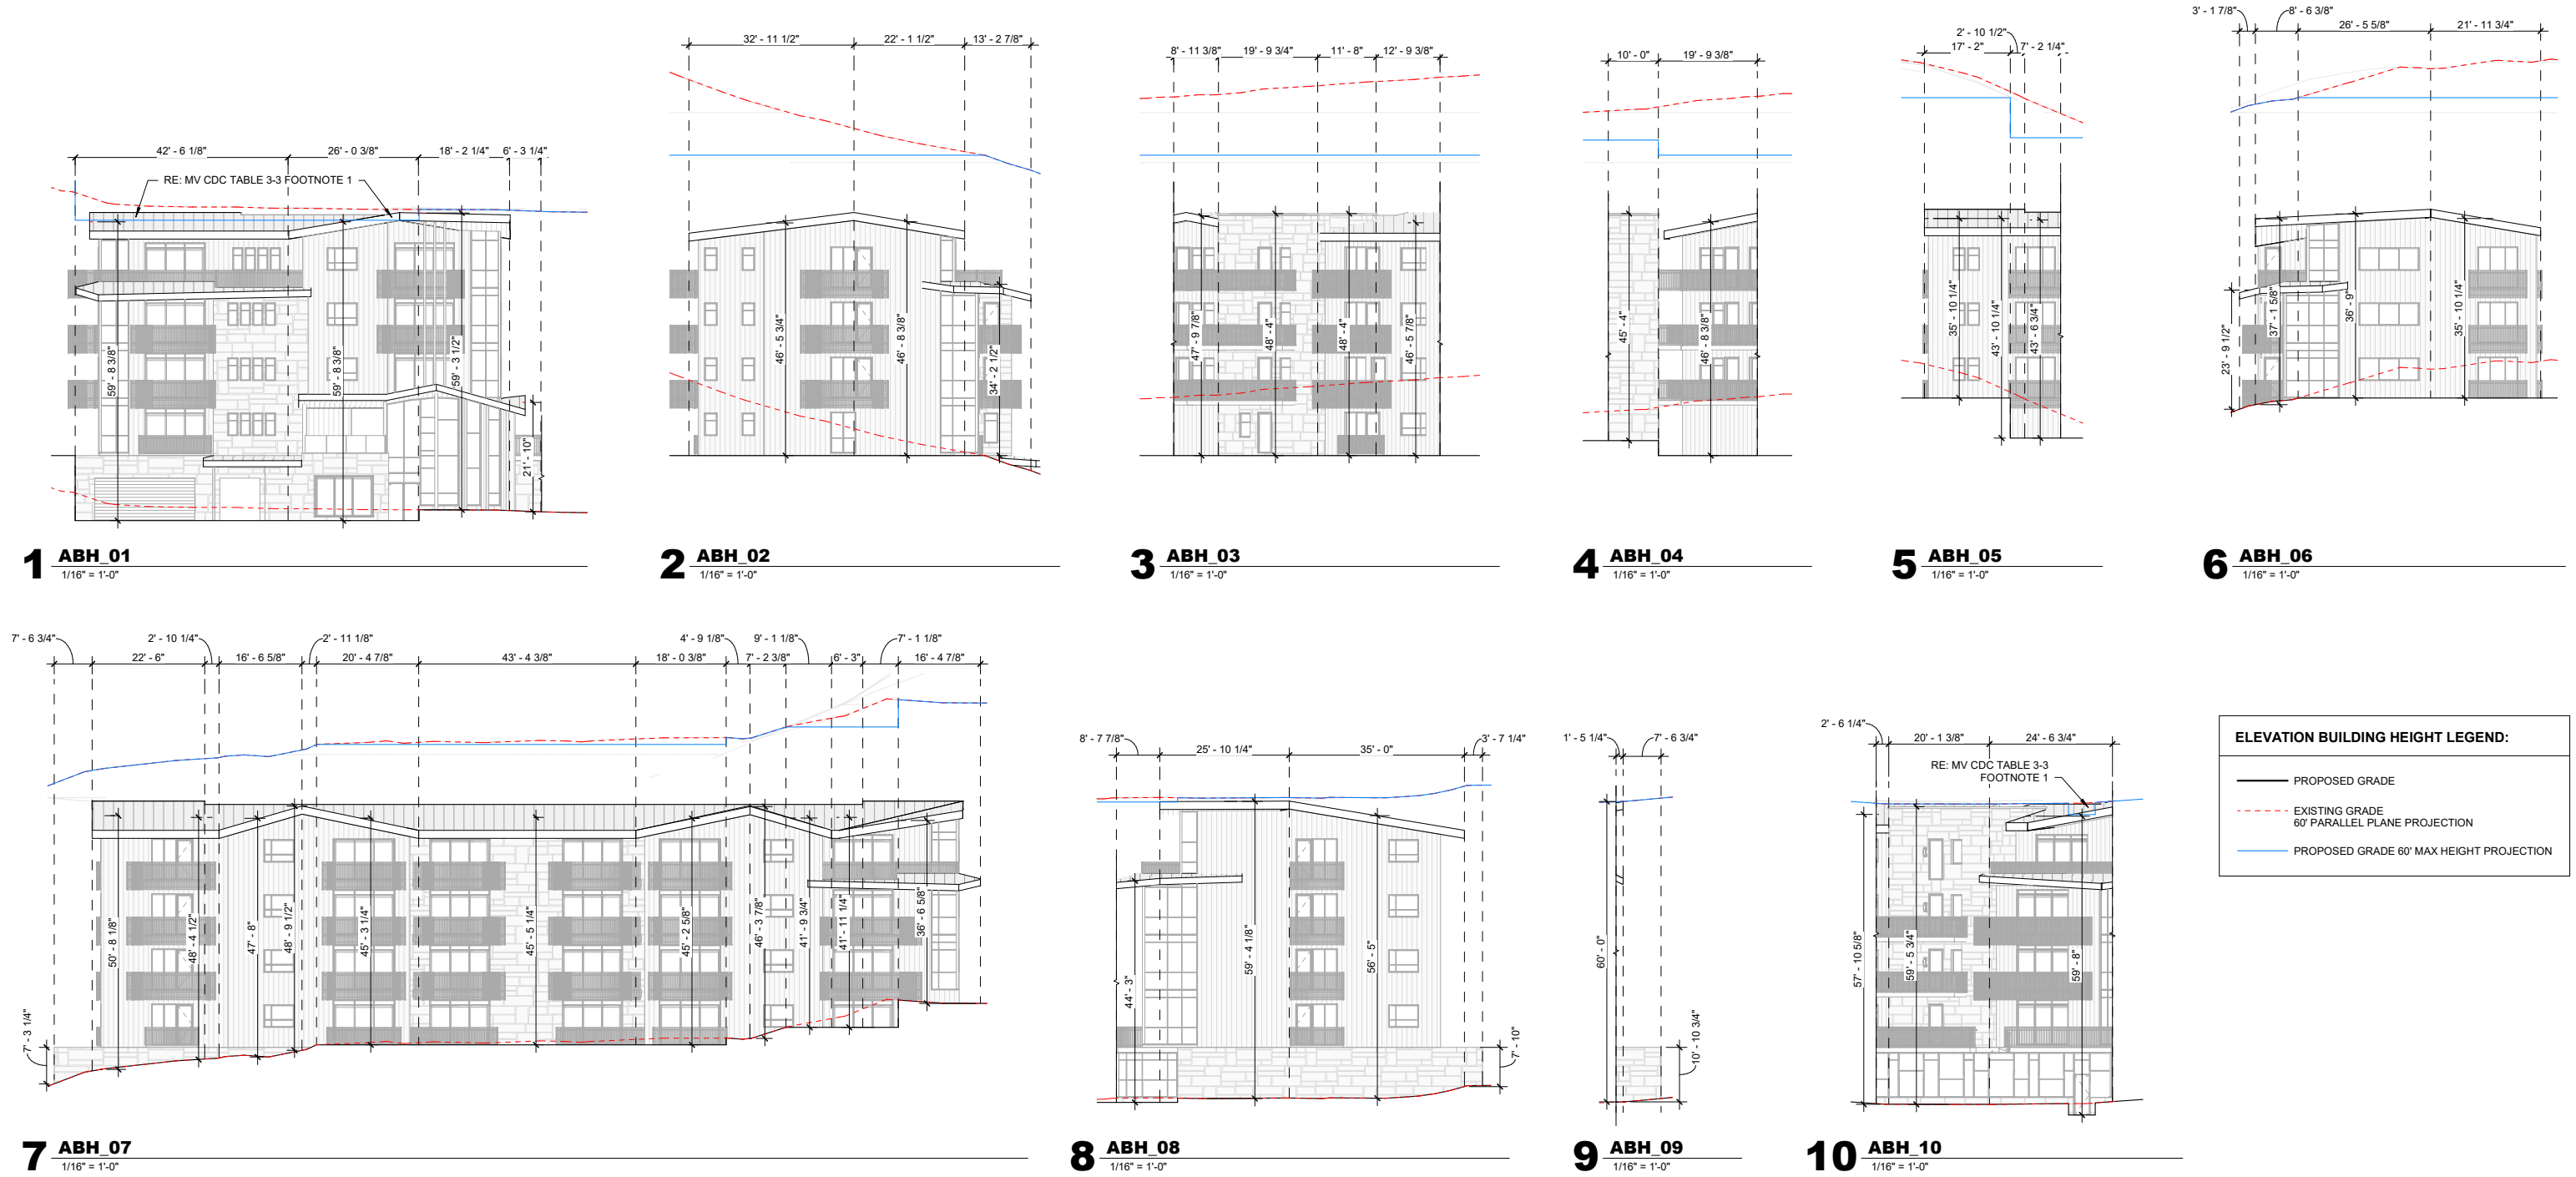 42' - 6 1/8"
26' - 0 3/8"
18' - 2 1/4"
6' - 3 1/4"
RE: MV CDC TABLE 3-3 FOOTNOTE 1
59' - 8 3/8"
59' - 8 3/8"
59' - 3 1/2"
21' - 10"
1 ABH_01
1/16" = 1'-0"
32' - 11 1/2"
22' - 1 1/2"
13' - 2 7/8"
46' - 5 3/4"
46' - 8 3/8"
34' - 2 1/2"
2 ABH_02
1/16" = 1'-0"
8' - 11 3/8"
19' - 9 3/4"
11' - 8"
12' - 9 3/8"
47' - 9 7/8"
48' - 4"
48' - 4"
46' - 5 7/8"
3 ABH_03
1/16" = 1'-0"
10' - 0"
19' - 9 3/8"
45' - 4"
46' - 8 3/8"
4 ABH_04
1/16" = 1'-0"
2' - 10 1/2"
17' - 2"
7' - 2 1/4"
35' - 10 1/4"
43' - 10 1/4"
43' - 6 3/4"
5 ABH_05
1/16" = 1'-0"
3' - 1 7/8"
8' - 6 3/8"
26' - 5 5/8"
21' - 11 3/4"
23' - 9 1/2"
37' - 1 5/8"
36' - 9"
35' - 10 1/4"
6 ABH_06
1/16" = 1'-0"
7' - 6 3/4"
2' - 10 1/4"
2' - 11 1/8"
4' - 9 1/8"
9' - 1 1/8"
7' - 1 1/8"
22' - 6"
16' - 6 5/8"
20' - 4 7/8"
43' - 4 3/8"
18' - 0 3/8"
7' - 2 3/8"
6' - 3"
16' - 4 7/8"
7' - 3 1/4"
50' - 8 1/8"
48' - 4 1/2"
47' - 8"
48' - 9 1/2"
45' - 3 1/4"
45' - 5 1/4"
45' - 2 5/8"
46' - 3 7/8"
41' - 9 3/4"
41' - 11 1/4"
36' - 6 5/8"
7 ABH_07
1/16" = 1'-0"
8' - 7 7/8"
25' - 10 1/4"
35' - 0"
3' - 7 1/4"
44' - 3"
59' - 4 1/8"
56' - 5"
7' - 10"
8 ABH_08
1/16" = 1'-0"
1' - 5 1/4"
7' - 6 3/4"
60' - 0"
10' - 10 3/4"
9 ABH_09
1/16" = 1'-0"
2' - 6 1/4"
20' - 1 3/8"
24' - 6 3/4"
RE: MV CDC TABLE 3-3
FOOTNOTE 1
57' - 10 5/8"
59' - 5 3/4"
59' - 8"
10 ABH_10
1/16" = 1'-0"
ELEVATION BUILDING HEIGHT LEGEND:
PROPOSED GRADE
EXISTING GRADE
60' PARALLEL PLANE PROJECTION
PROPOSED GRADE 60' MAX HEIGHT PROJECTION